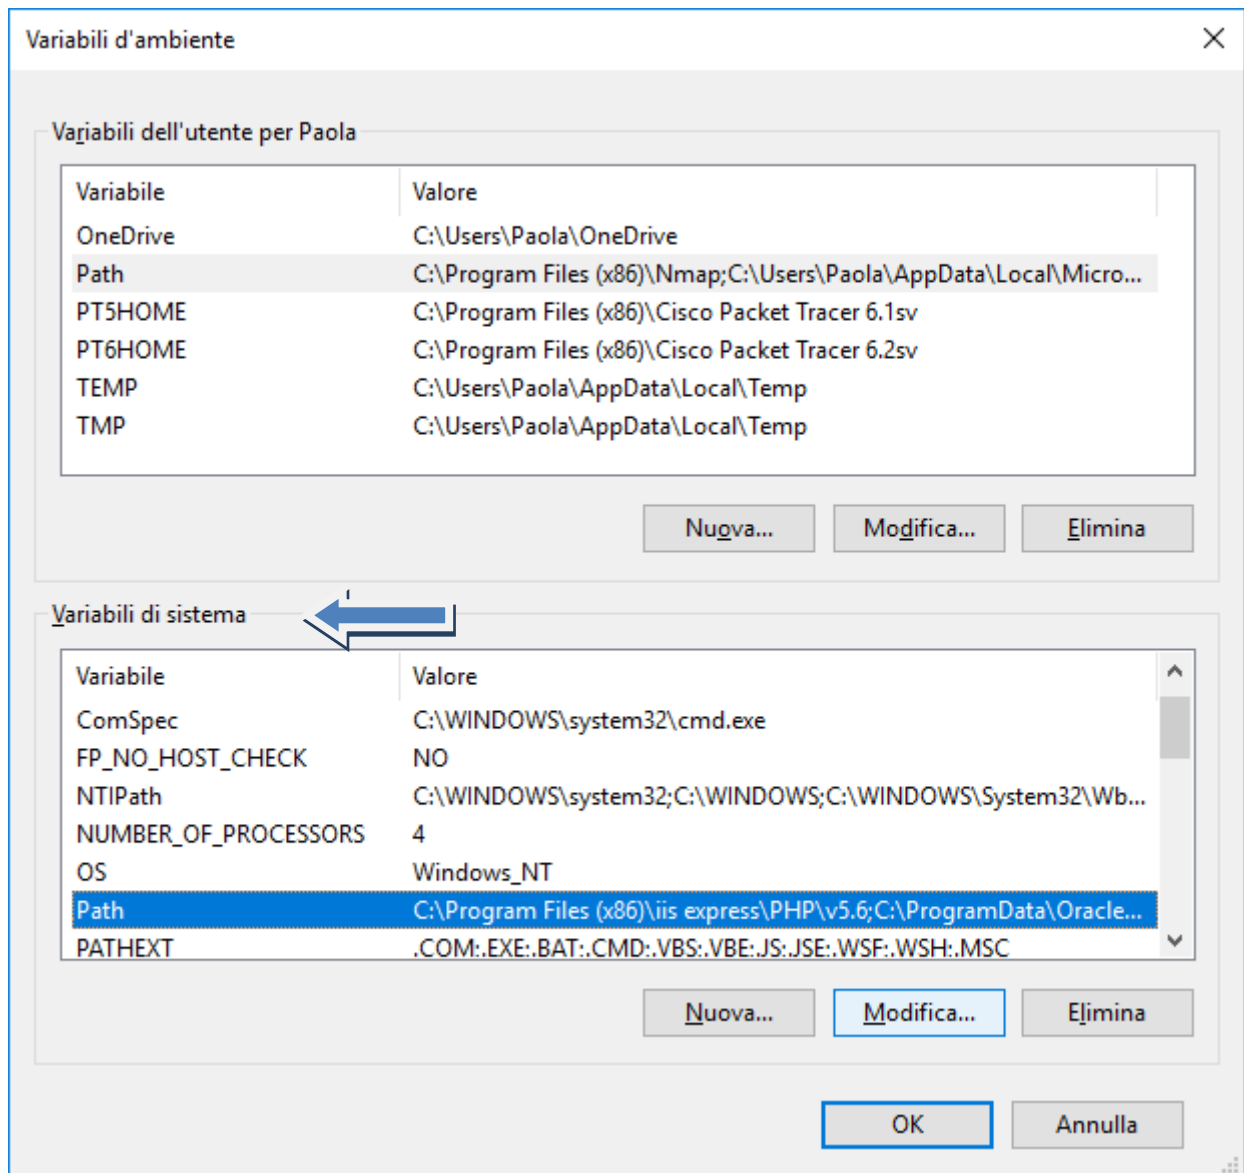 Variabili d'ambiente
Variabili dell'utente per Paola
Variabile Valore
OneDrive C:\Users\Paola\OneDrive
Path C:\Program Files (x86)\Nmap;C:\Users\Paola\AppData\Local\Micro...
PT5HOME C:\Program Files (x86)\Cisco Packet Tracer 6.1sv
PT6HOME C:\Program Files (x86)\Cisco Packet Tracer 6.2sv
TEMP C:\Users\Paola\AppData\Local\Temp
TMP C:\Users\Paola\AppData\Local\Temp
Nuova... Modifica... Elimina
Variabili di sistema
Variabile Valore
ComSpec C:\WINDOWS\system32\cmd.exe
FP_NO_HOST_CHECK NO
NTIPath C:\WINDOWS\system32;C:\WINDOWS;C:\WINDOWS\System32\Wb...
NUMBER_OF_PROCESSORS 4
OS Windows_NT
Path C:\Program Files (x86)\iis express\PHP\v5.6;C:\ProgramData\Oracle...
PATHEXT .COM;.EXE;.BAT;.CMD;.VBS;.VBE;.JS;.JSE;.WSF;.WSH;.MSC
Nuova... Modifica... Elimina
OK Annulla